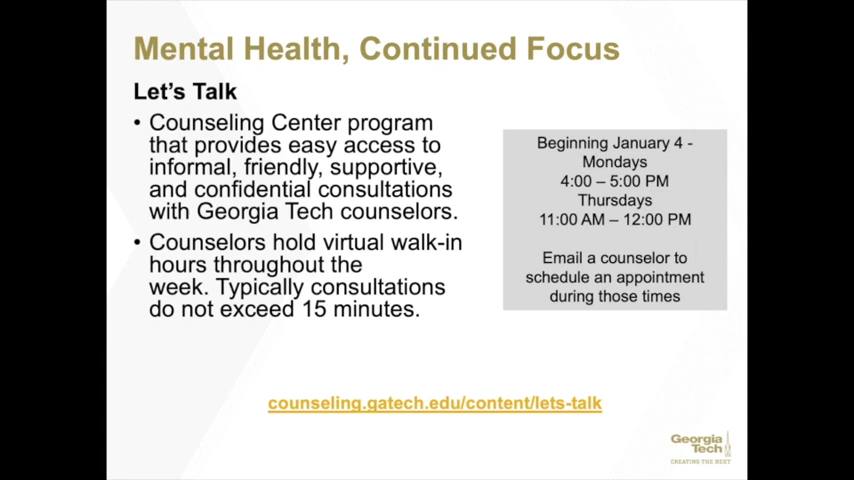 Mental Health, Continued Focus
Let's Talk
• Counseling Center program
that provides easy access to
informal, friendly, supportive,
and confidential consultations
with Georgia Tech counselors.
• Counselors hold virtual walk-in
hours throughout the
week. Typically consultations
do not exceed 15 minutes.
Beginning January 4 -
Mondays
4:00 – 5:00 PM
Thursdays
11:00 AM – 12:00 PM
Email a counselor to
schedule an appointment
during those times
counseling.gatech.edu/content/lets-talk
Georgia
Tech
CREATING THE NEXT